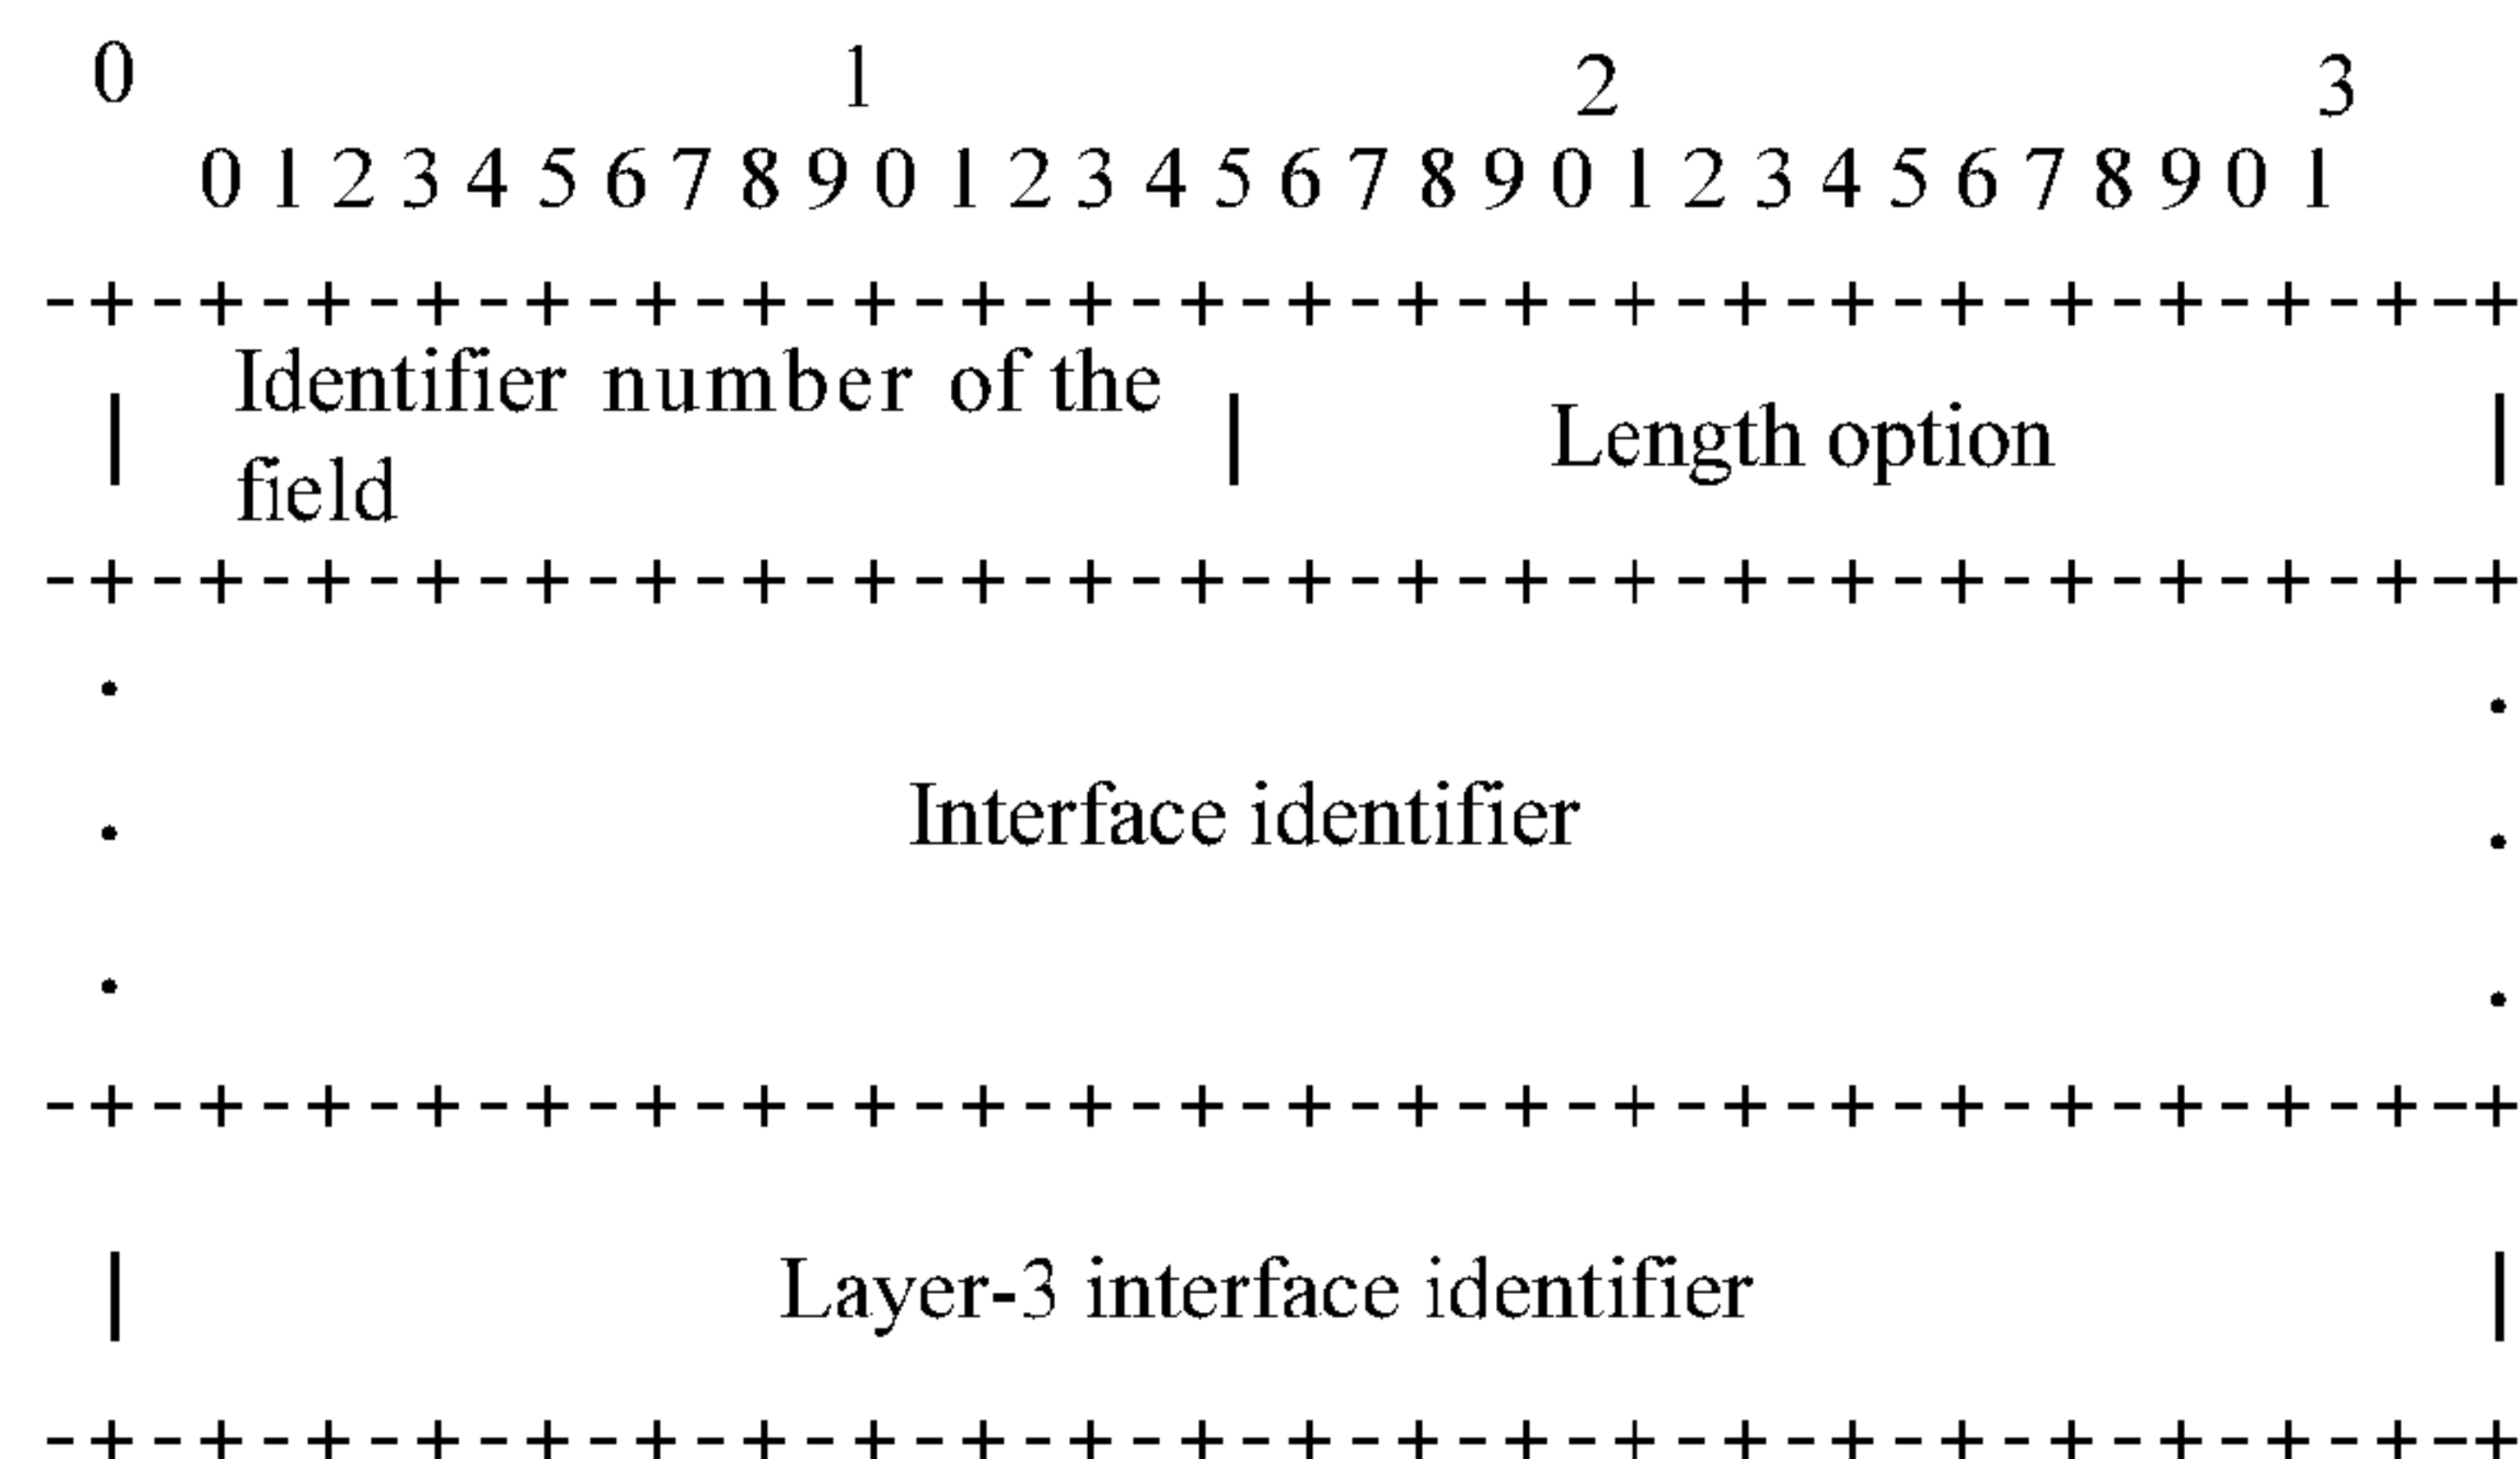 0 1 2 3
0 1 2 3 4 5 6 7 8 9 0 1 2 3 4 5 6 7 8 9 0 1 2 3 4 5 6 7 8 9 0 1
-+-+-+-+-+-+-+-+-+-+-+-+-+-+-+-+-+-+-+-+-+-+-+
| Identifier number of the | Length option |
field
-+-+-+-+-+-+-+-+-+-+-+-+-+-+-+-+-+-+-+-+-+-+-+
. .
. Interface identifier .
. .
-+-+-+-+-+-+-+-+-+-+-+-+-+-+-+-+-+-+-+-+-+-+-+
| Layer-3 interface identifier |
-+-+-+-+-+-+-+-+-+-+-+-+-+-+-+-+-+-+-+-+-+-+-+